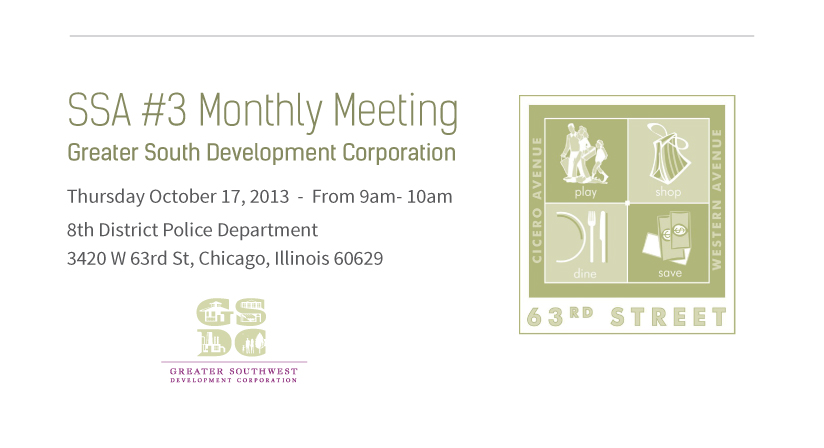 SSA #3 Monthly Meeting
Greater South Development Corporation
Thursday October 17, 2013 - From 9am- 10am
8th District Police Department
3420 W 63rd St, Chicago, Illinois 60629
GS
DC
GREATER SOUTHWEST
DEVELOPMENT CORPORATION
CICERO AVENUE
play
shop
dine
save
WESTERN AVENUE
63RD STREET